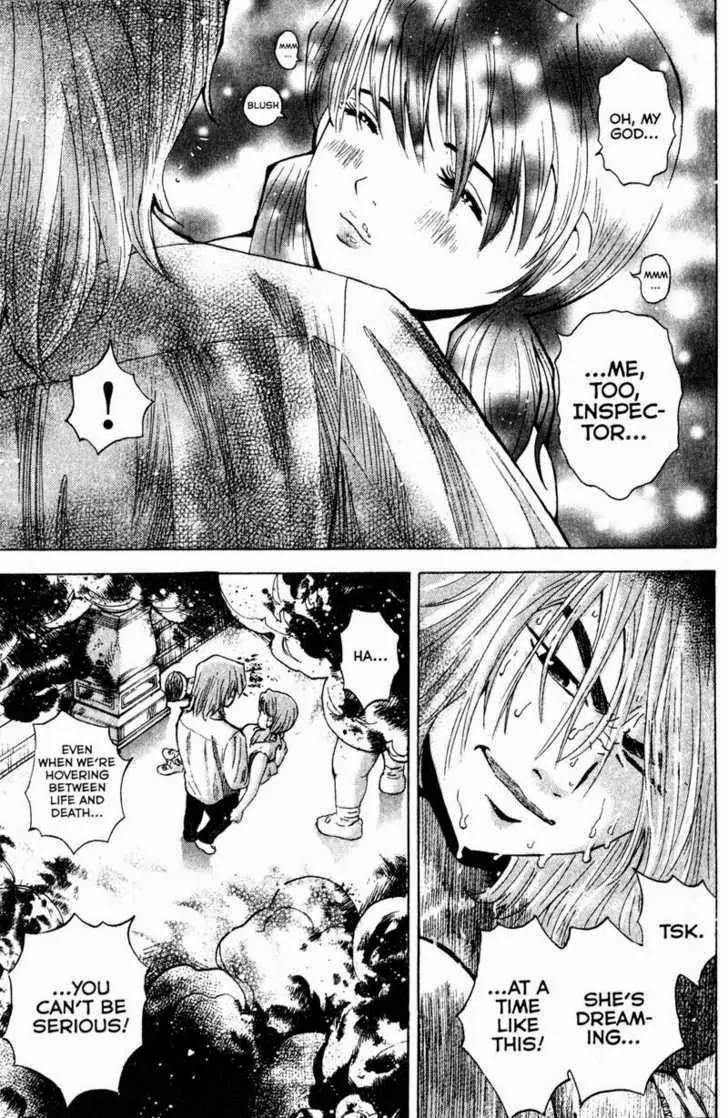 OH, MY
GOD...
MMM
...
BLUSH
MMM
...
...ME,
TOO,
INSPEC-
TOR...
!
TSK.
SHE'S
DREAM-
ING...
...AT A
TIME
LIKE
THIS!
HA...
EVEN
WHEN WE'RE
HOVERING
BETWEEN
LIFE AND
DEATH...
...YOU
CAN'T BE
SERIOUS!